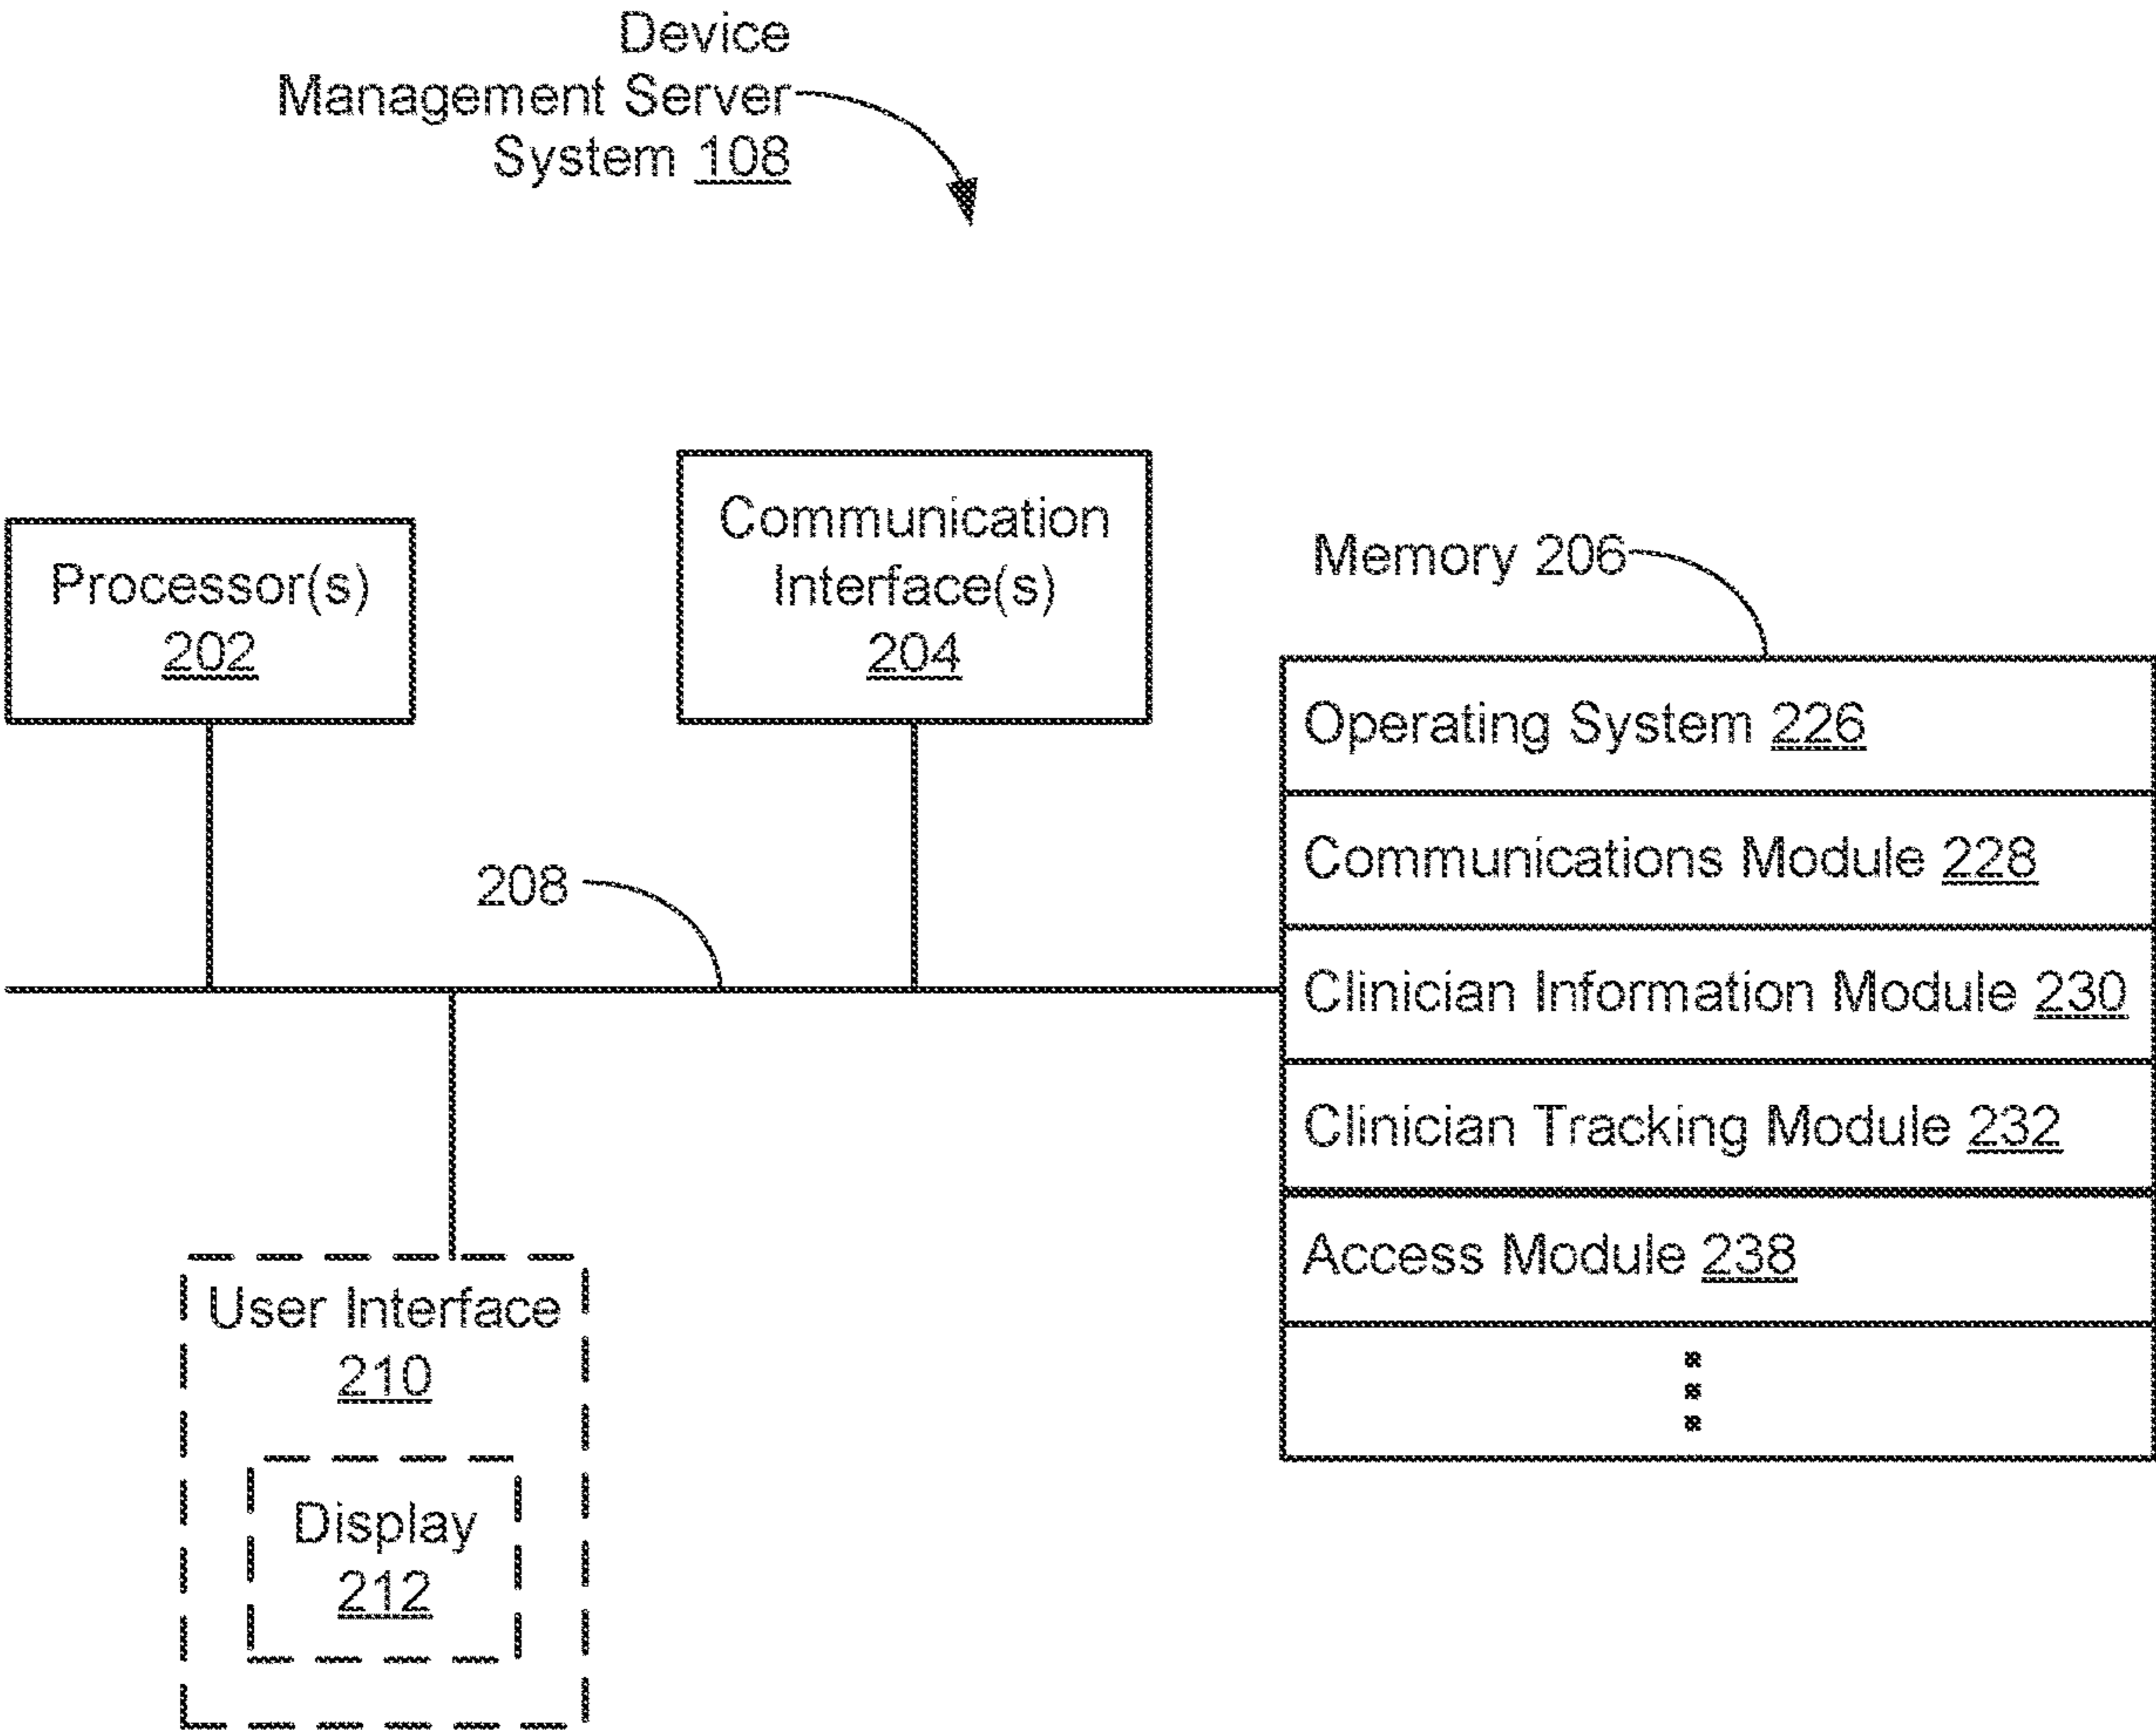 Device
Management Server
System 108
Processor(s)
202
Communication
Interface(s)
204
Memory 206
Operating System 226
Communications Module 228
Clinician Information Module 230
Clinician Tracking Module 232
Access Module 238
208
User Interface
210
Display
212